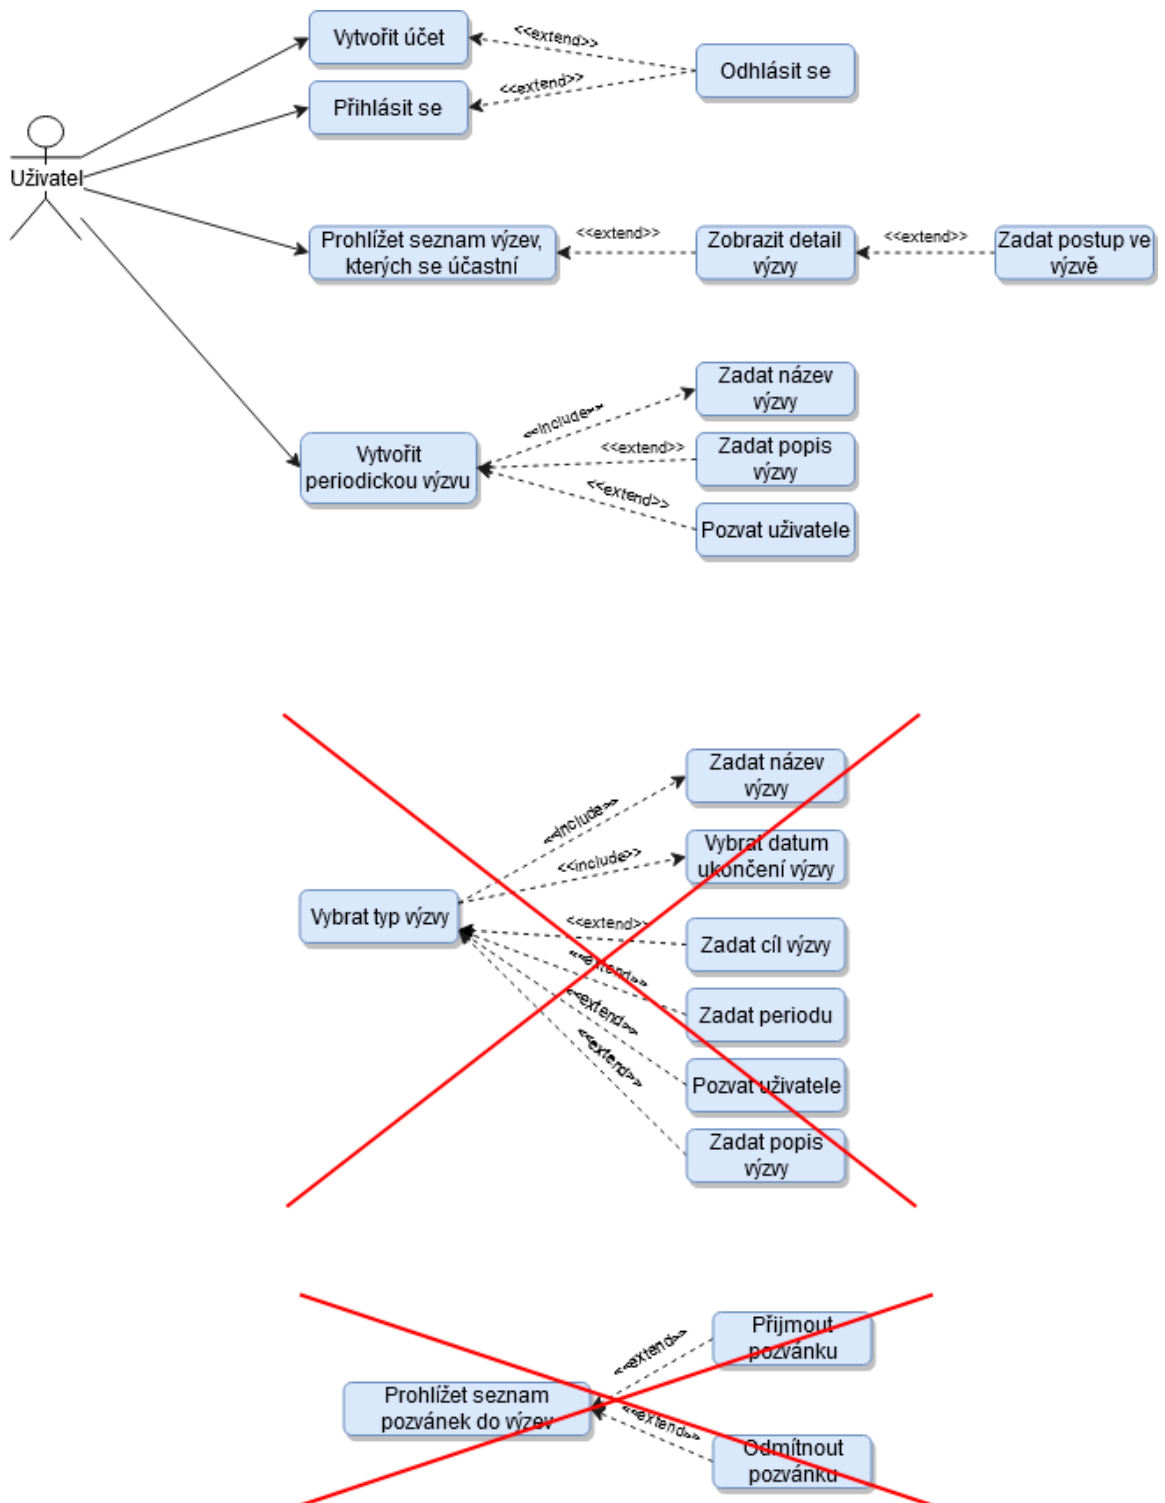 Vytvořit účet
<<extend>>
Odhlásit se
<<extend>>
Přihlásit se
Uživatel
Prohlížet seznam výzev,
kterých se účastní
<<extend>>
Zobrazit detail
výzvy
<<extend>>
Zadat postup ve
výzvě
Vytvořit
periodickou výzvu
<<include>>
Zadat název
výzvy
<<extend>>
Zadat popis
výzvy
<<extend>>
Pozvat uživatele
Vybrat typ výzvy
<<include>>
Zadat název
výzvy
<<include>>
Vybrat datum
ukončení výzvy
<<extend>>
Zadat cíl výzvy
<<extend>>
Zadat periodu
<<extend>>
Pozvat uživatele
<<extend>>
Zadat popis
výzvy
Prohlížet seznam
pozvánek do výzev
<<extend>>
Přijmout
pozvánku
<<extend>>
Odmítnout
pozvánku